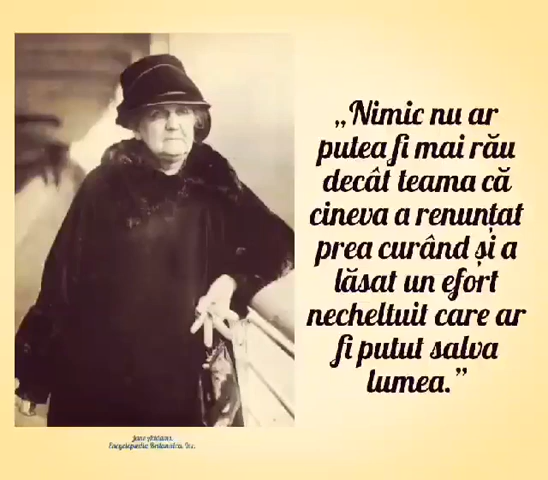 „Nimic nu ar
putea fi mai rău
decât teama că
cineva a renunțat
prea curând și a
lăsat un efort
necheltuit care ar
fi putut salva
lumea.”
Jane Addams.
Encyclopædia Britannica, Inc.